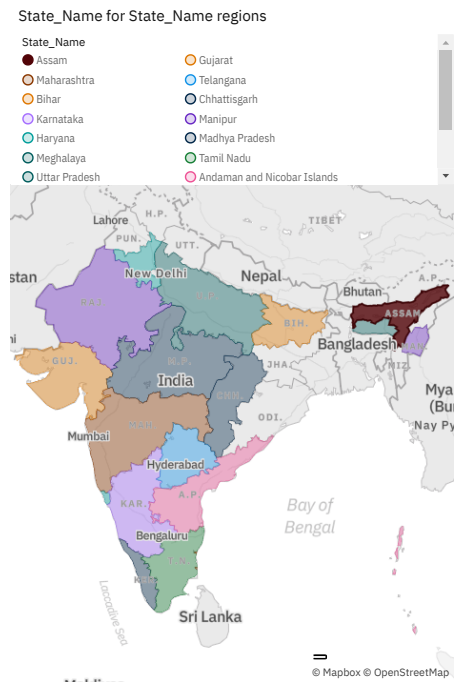 State_Name for State_Name regions
State_Name
Assam
Gujarat
Maharashtra
Telangana
Bihar
Chhattisgarh
Karnataka
Manipur
Haryana
Madhya Pradesh
Meghalaya
Tamil Nadu
Uttar Pradesh
Andaman and Nicobar Islands
Lahore
H.P.
TIBET
PUN.
UTT.
stan
New Delhi
Nepal
A.P.
Bhutan
RAJ.
U.P.
ASSAM
BIH.
Bangladesh
GUJ.
M.P.
JHA.
MIZ.
India
CHH.
Mya
(Bu
ODI.
Nay Py
Mumbai
MAH.
Hyderabad
A.P.
KAR.
Bay of
Bengal
Bengaluru
T.N.
KER.
Laccadive Sea
Sri Lanka
© Mapbox © OpenStreetMap